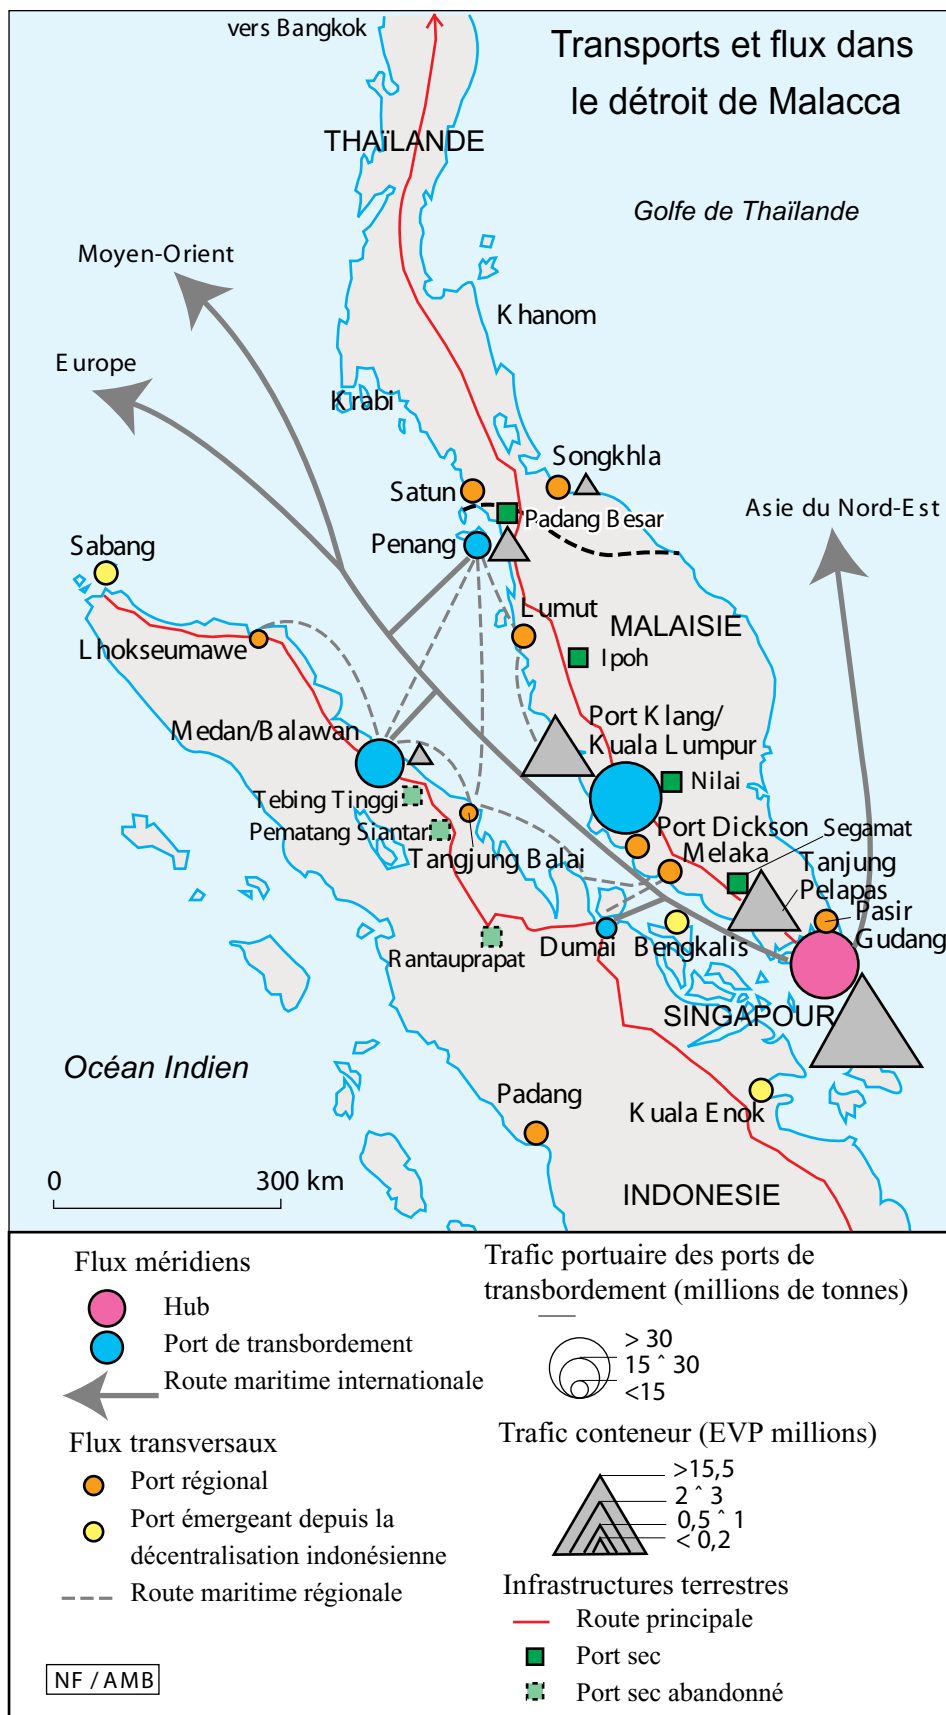 vers Bangkok
Transports et flux dans
le détroit de Malacca
THAïLANDE
Golfe de Thaïlande
Moyen-Orient
Khanom
Europe
Krabi
Songkhla
Satun
Asie du Nord-Est
Padang Besar
Penang
Sabang
Lumut
MALAISIE
Lhokseumawe
Ipoh
Port Klang/
Kuala Lumpur
Medan/Balawan
Nilai
Tebing Tinggi
Pematang Siantar
Port Dickson
Segamat
Tangjung Balai
Melaka
Tanjung
Pelapas
Pasir
Gudang
Dumai
Bengkalis
Rantauprapat
SINGAPOUR
Océan Indien
Padang
Kuala Enok
0
300 km
INDONESIE
Flux méridiens
Hub
Port de transbordement
Route maritime internationale
Flux transversaux
Port régional
Port émergeant depuis la
décentralisation indonésienne
Route maritime régionale
NF / AMB
Trafic portuaire des ports de
transbordement (millions de tonnes)
> 30
15 ˆ 30
<15
Trafic conteneur (EVP millions)
>15,5
2 ˆ 3
0,5 ˆ 1
< 0,2
Infrastructures terrestres
Route principale
Port sec
Port sec abandonné